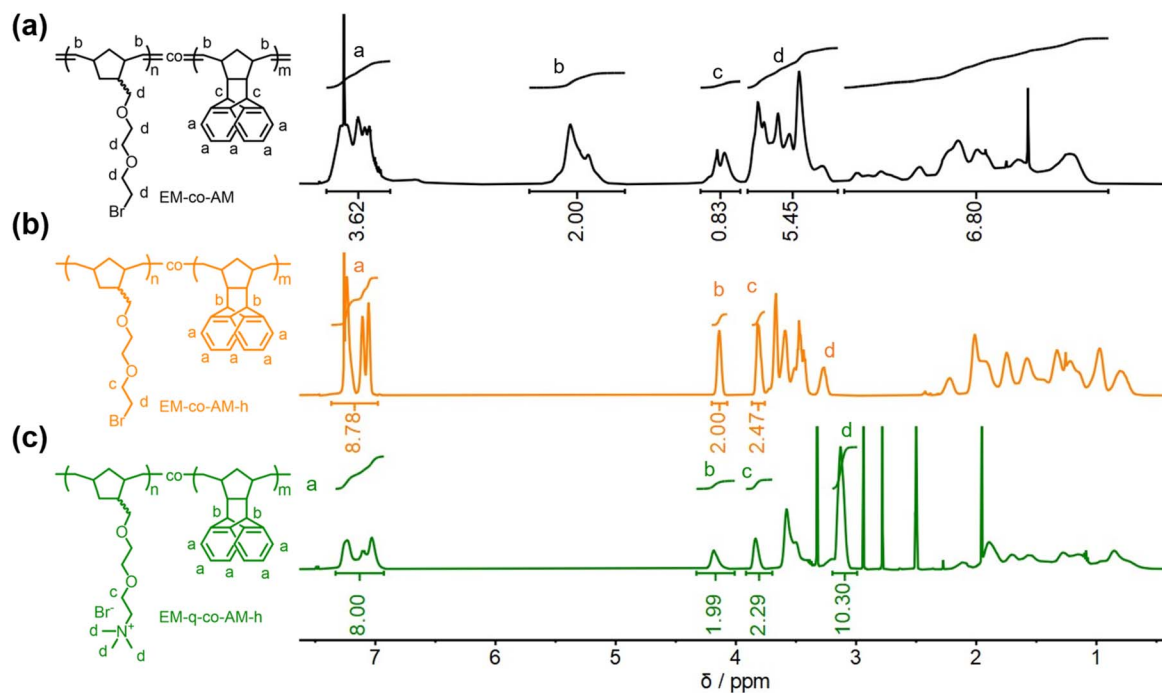 (a)
b b co b b
n m
d
O
d
d
O
d d
Br
c c
a a
a a a a
EM-co-AM
a
b
c
d
3.62
2.00
0.83
5.45
6.80
(b)
co
n m
O
O
c
d
Br
b b
a a
a a a a
EM-co-AM-h
a
b
c
d
8.78
2.00
2.47
(c)
co
n m
O
O
c
Br-
N+
d d
d
b b
a a
a a a a
EM-q-co-AM-h
a
b
c
d
8.00
1.99
2.29
10.30
7 6 5 4 3 2 1
δ / ppm